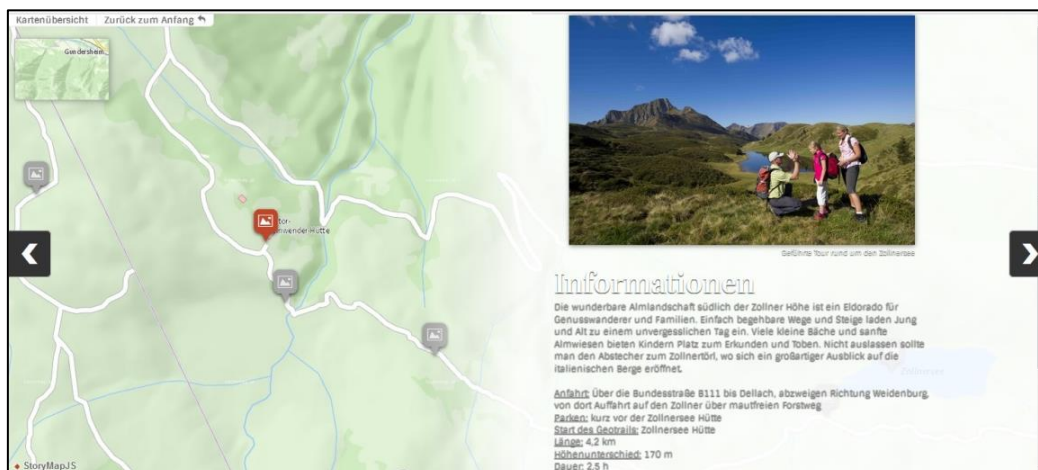 Kartenübersicht Zurück zum Anfang
Gundersheim
Informationen
Geführte Tour rund um den Zollnersee
Die wunderbare Almlandschaft südlich der Zollner Höhe ist ein Eldorado für
Genusswanderer und Familien. Einfach begehbare Wege und Steige laden Jung
und Alt zu einem unvergesslichen Tag ein. Viele kleine Bäche und sanfte
Almwiesen bieten Kindern Platz zum Erkunden und Toben. Nicht auslassen sollte
man den Abstecher zum Zollnertörl, wo sich ein großartiger Ausblick auf die
italienischen Berge eröffnet.
Anfahrt: Über die Bundesstraße B111 bis Dellach, abzweigen Richtung Weidenburg,
von dort Auffahrt auf den Zollner über mautfreien Forstweg
Parken: kurz vor der Zollnersee Hütte
Start des Geotrails: Zollnersee Hütte
Länge: 4,2 km
Höhenunterschied: 170 m
Dauer: 2,5 h
Zollnersee
StoryMapJS